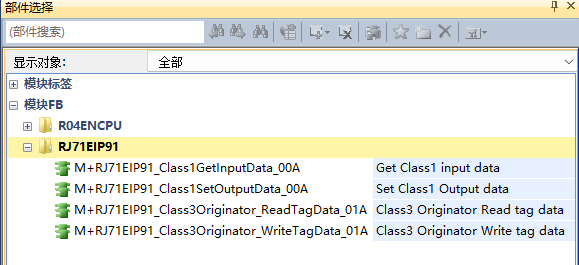 部件选择
(部件搜索)
显示对象: 全部
模块标签
模块FB
R04ENCPU
RJ71EIP91
M+RJ71EIP91_Class1GetInputData_00A Get Class1 input data
M+RJ71EIP91_Class1SetOutputData_00A Set Class1 Output data
M+RJ71EIP91_Class3Originator_ReadTagData_01A Class3 Originator Read tag data
M+RJ71EIP91_Class3Originator_WriteTagData_01A Class3 Originator Write tag data